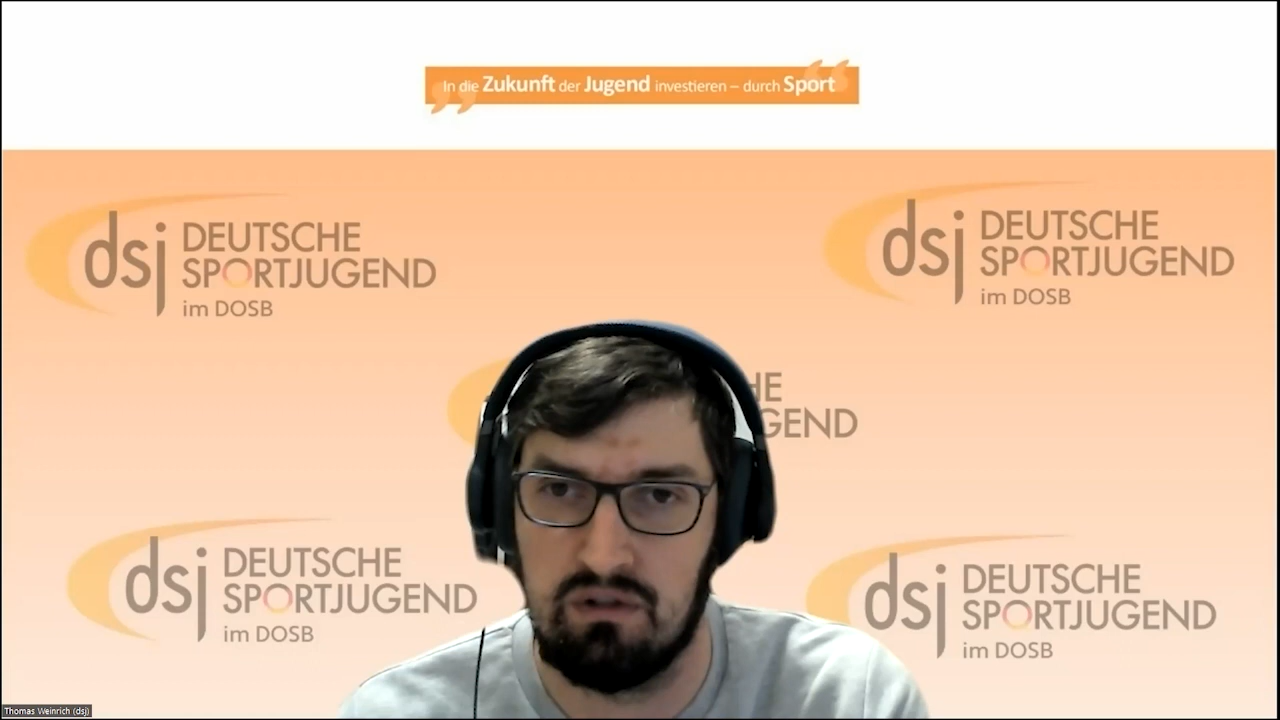 In die Zukunft der Jugend investieren – durch Sport
dsj DEUTSCHE
SPORTJUGEND
im DOSB
dsj DEUTSCHE
SPORTJUGEND
im DOSB
HE
GEND
dsj DEUTSCHE
SPORTJUGEND
im DOSB
dsj DEUTSCHE
SPORTJUGEND
im DOSB
Thomas Weinrich (dsj)